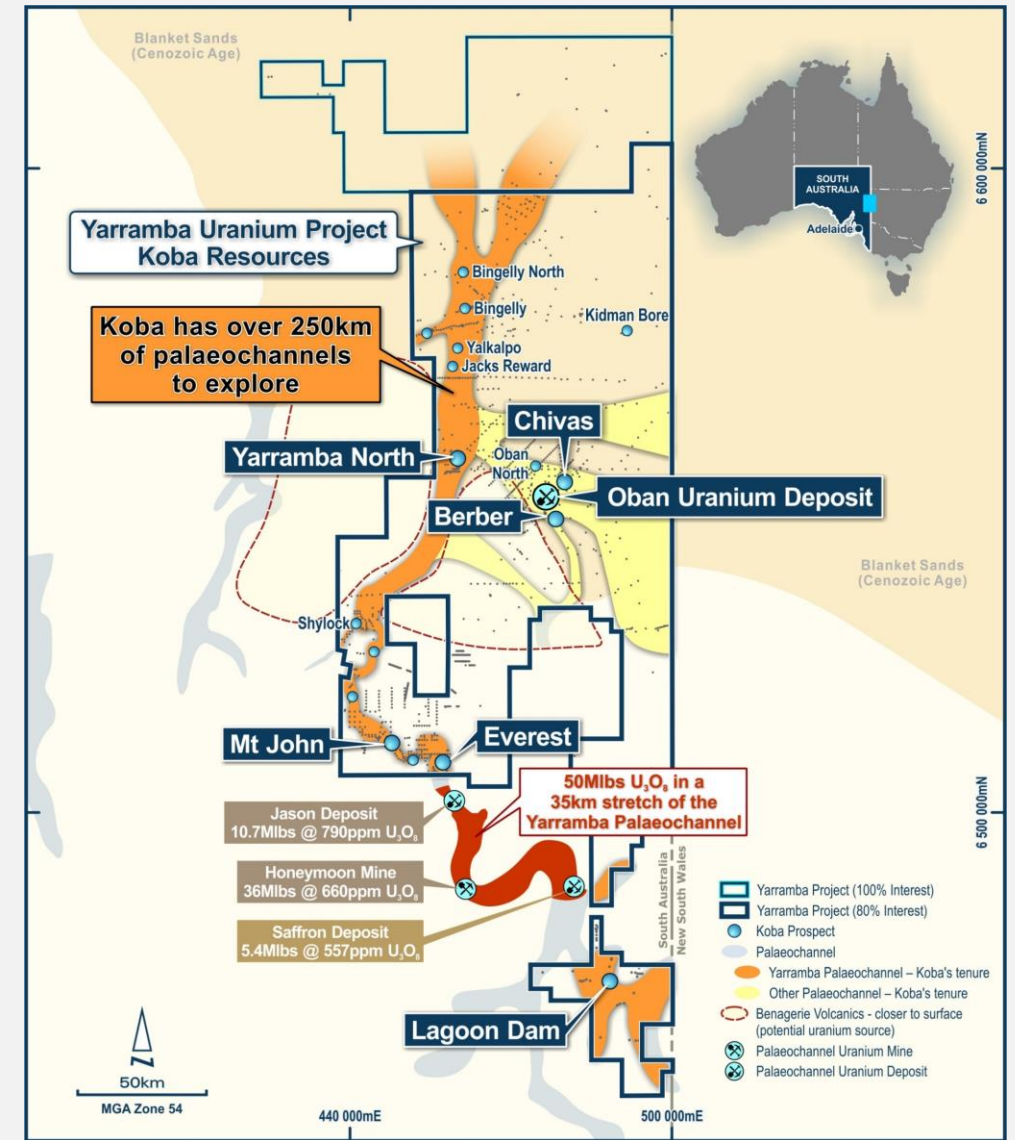 Blanket Sands
(Cenozoic Age)
6 600 000mN
SOUTH
AUSTRALIA
Adelaide
Yarramba Uranium Project
Koba Resources
Bingelly North
Bingelly
Kidman Bore
Koba has over 250km
of palaeochannels
to explore
Yalkalpo
Jacks Reward
Chivas
Yarramba North
Oban
North
Oban Uranium Deposit
Berber
Blanket Sands
(Cenozoic Age)
Shylock
Mt John
Everest
50Mlbs U₃O₈ in a
35km stretch of the
Yarramba Palaeochannel
6 500 000mN
Jason Deposit
10.7Mlbs @ 790ppm U₃O₈
Honeymoon Mine
36Mlbs @ 660ppm U₃O₈
Saffron Deposit
5.4Mlbs @ 557ppm U₃O₈
South Australia
New South Wales
Yarramba Project (100% Interest)
Yarramba Project (80% Interest)
Koba Prospect
Palaeochannel
Yarramba Palaeochannel – Koba's tenure
Other Palaeochannel – Koba's tenure
Benagerie Volcanics - closer to surface
(potential uranium source)
Palaeochannel Uranium Mine
Palaeochannel Uranium Deposit
Lagoon Dam
N
50km
MGA Zone 54
440 000mE
500 000mE